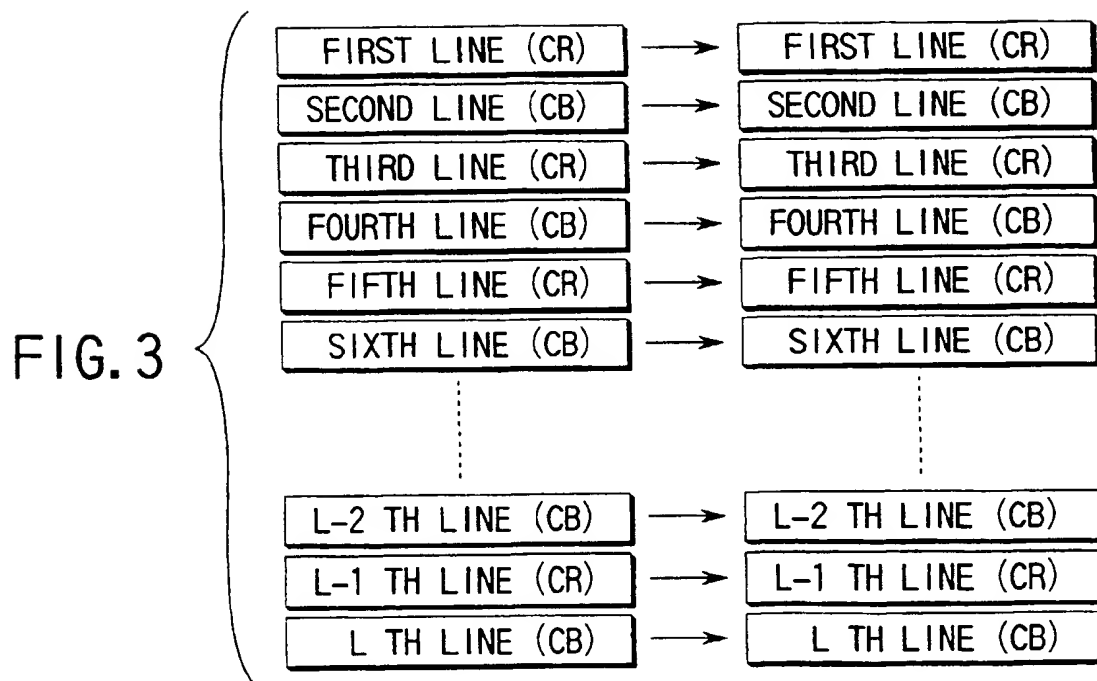 FIRST LINE (CR) FIRST LINE (CR)
SECOND LINE (CB) SECOND LINE (CB)
THIRD LINE (CR) THIRD LINE (CR)
FOURTH LINE (CB) FOURTH LINE (CB)
FIFTH LINE (CR) FIFTH LINE (CR)
FIG. 3
SIXTH LINE (CB) SIXTH LINE (CB)
L-2 TH LINE (CB) L-2 TH LINE (CB)
L-1 TH LINE (CR) L-1 TH LINE (CR)
L TH LINE (CB) L TH LINE (CB)